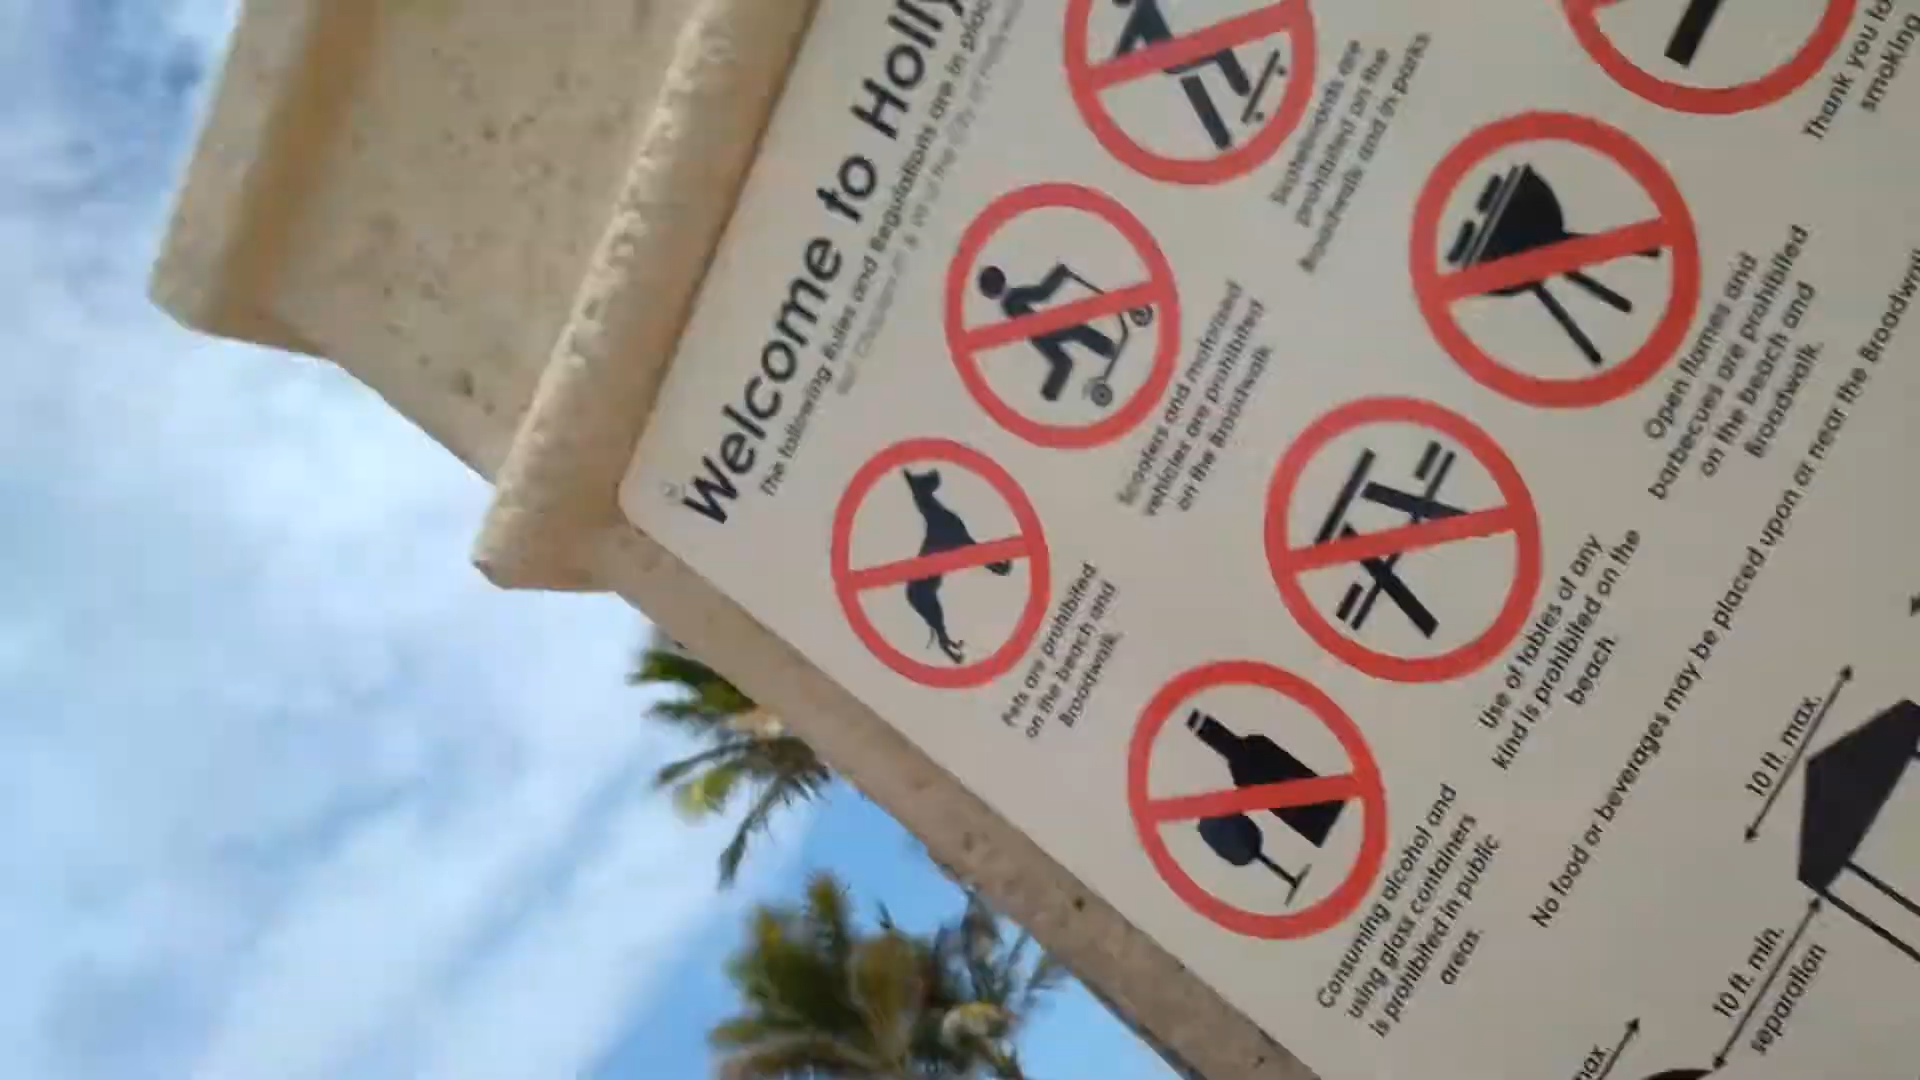 Welcome to Holly
The following Rules and Regulations are in place
Pets are prohibited
on the beach and
Broadwalk.
Scooters and motorized
vehicles are prohibited
on the Broadwalk
Skateboards are
prohibited on the
Broadwalk and in parks.
Consuming alcohol and
using glass containers
is prohibited in public
areas.
Use of tables of any
kind is prohibited on the
beach.
Open flames and
barbecues are prohibited
on the beach and
Broadwalk.
Thank you fo
smoking
No food or beverages may be placed upon or near the Broadwal
10 ft. max.
10 ft. min.
separation
max.